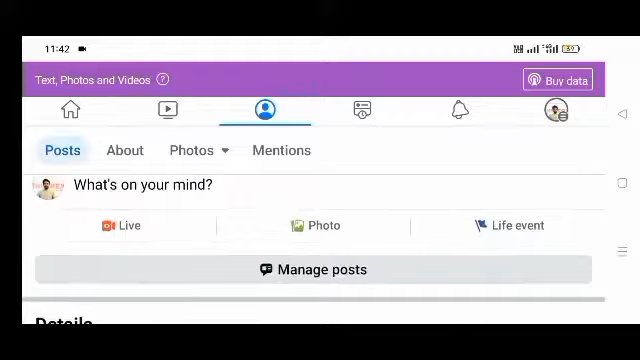 11:42
Text, Photos and Videos ?
Buy data
Posts About Photos Mentions
What's on your mind?
Live Photo Life event
Manage posts
Details